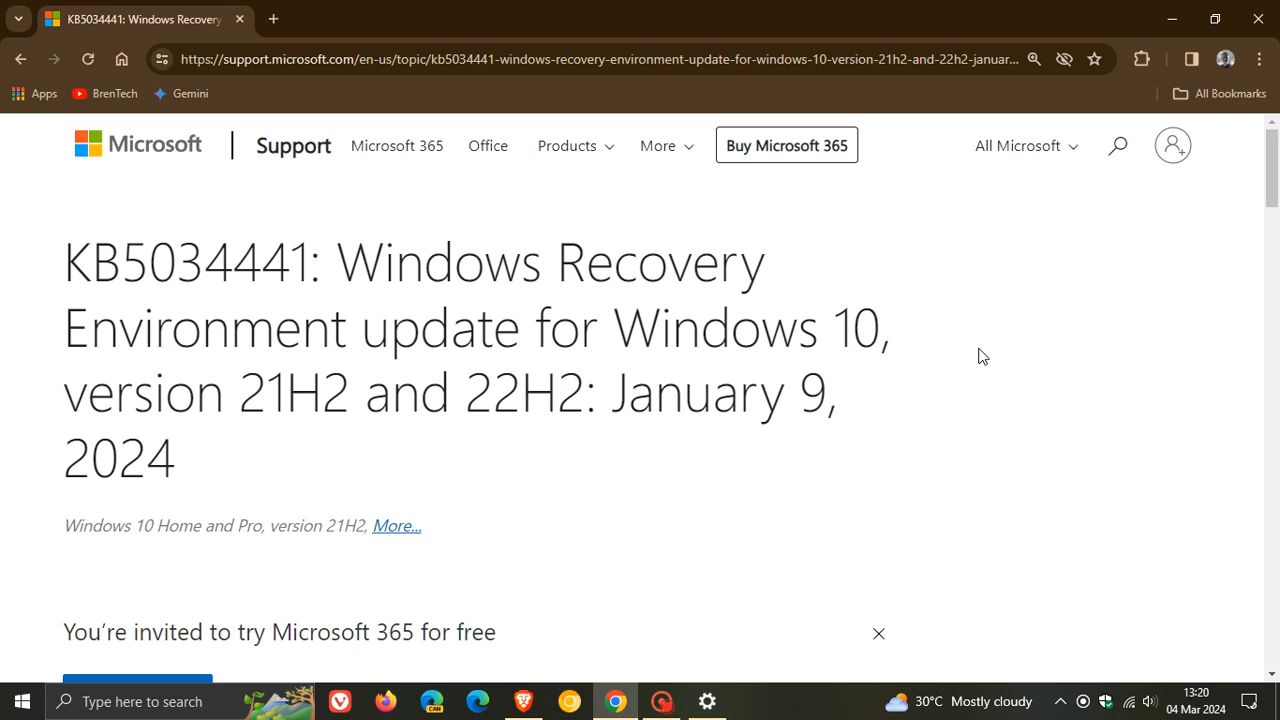 KB5034441: Windows Recovery
https://support.microsoft.com/en-us/topic/kb5034441-windows-recovery-environment-update-for-windows-10-version-21h2-and-22h2-januar...
Apps BrenTech Gemini All Bookmarks
Microsoft Support Microsoft 365 Office Products More Buy Microsoft 365 All Microsoft
KB5034441: Windows Recovery
Environment update for Windows 10,
version 21H2 and 22H2: January 9,
2024
Windows 10 Home and Pro, version 21H2, More...
You're invited to try Microsoft 365 for free
Type here to search CAN 30°C Mostly cloudy 13:20
04 Mar 2024